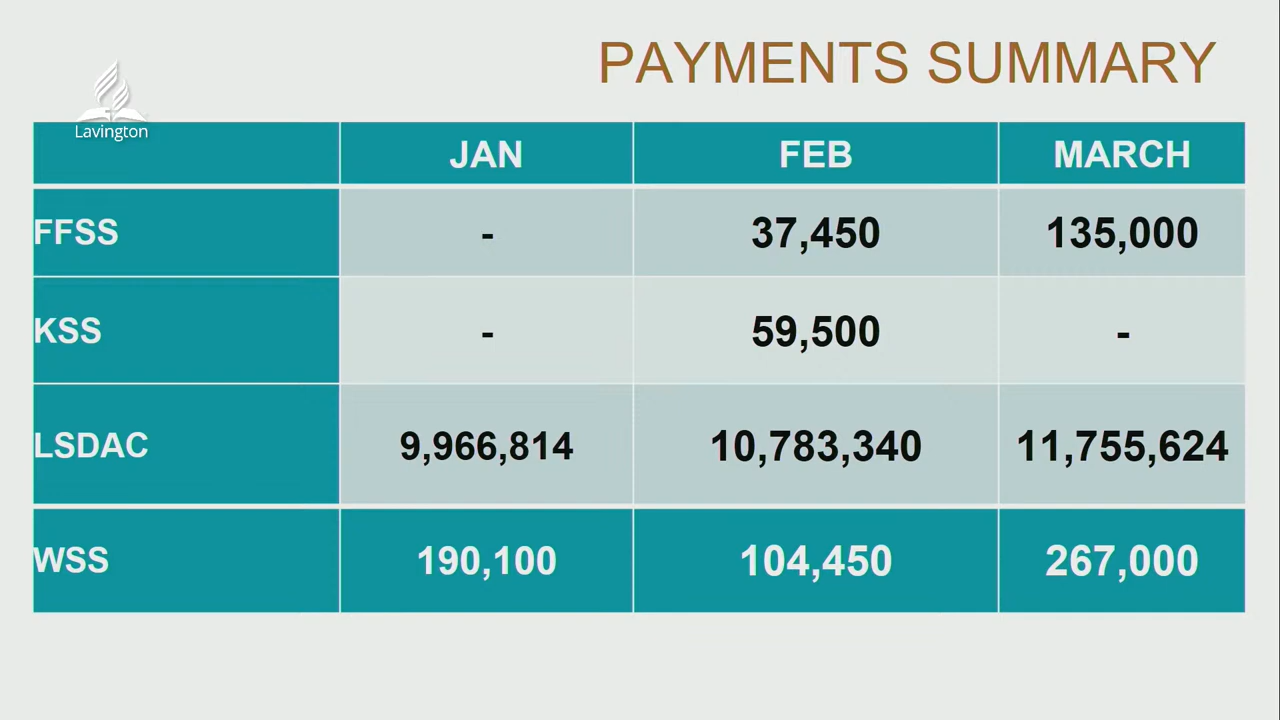 PAYMENTS SUMMARY
Lavington
JAN FEB MARCH
FFSS - 37,450 135,000
KSS - 59,500 -
LSDAC 9,966,814 10,783,340 11,755,624
WSS 190,100 104,450 267,000